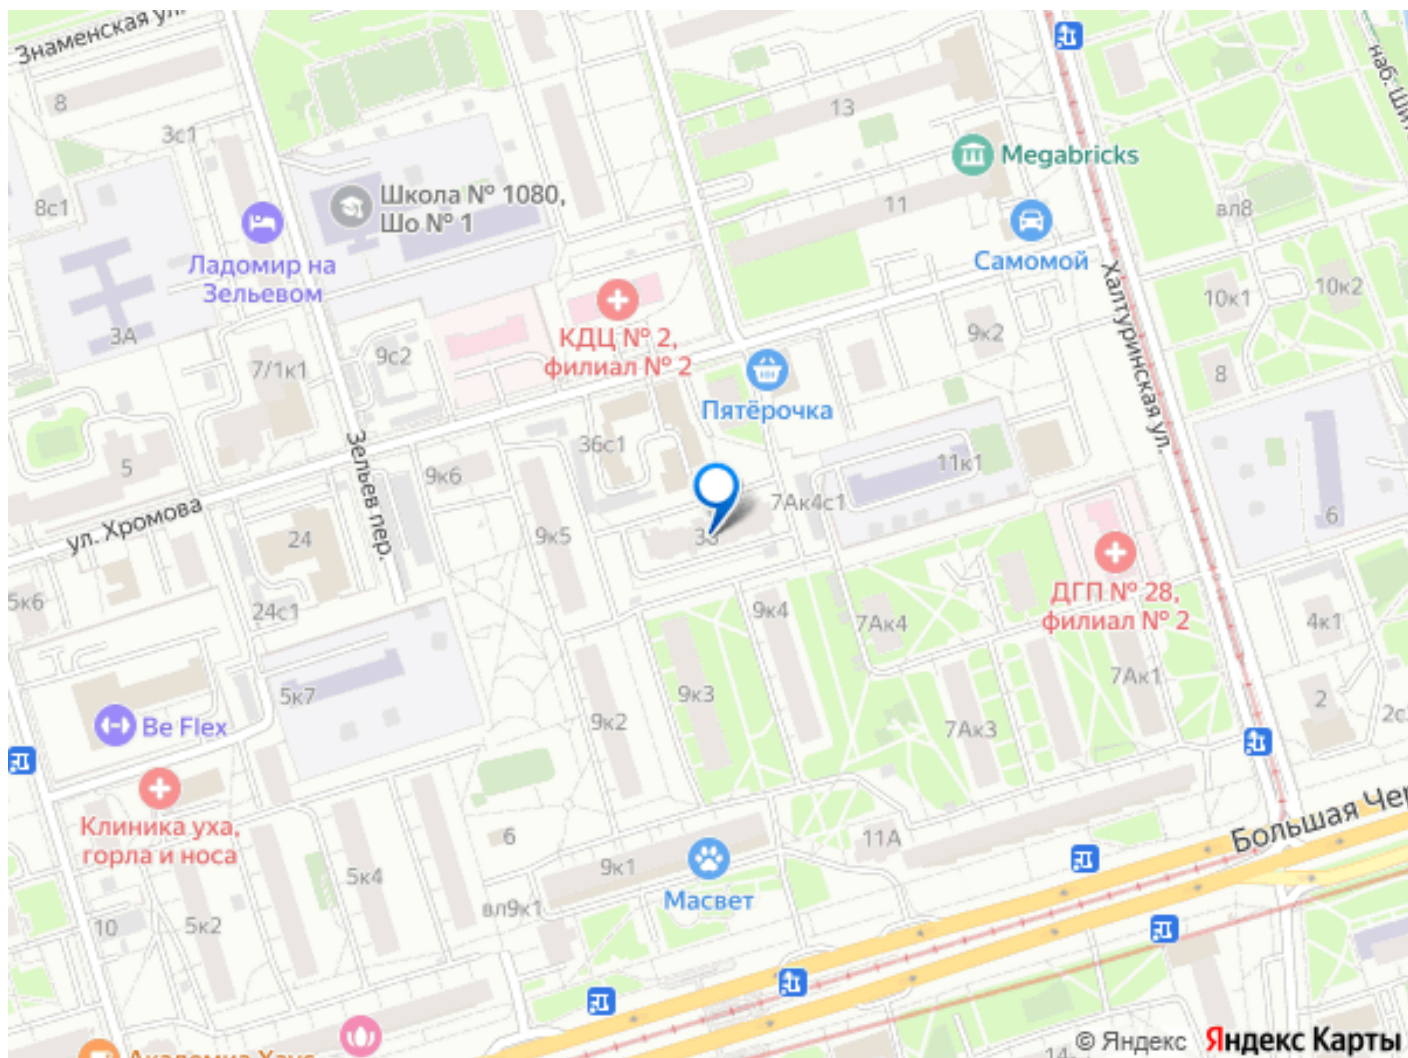 Знаменская ул.
8
3с1
8с1
Школа № 1080,
Шо № 1
Ладомир на
Зельевом
3А
7/1к1
9с2
КДЦ № 2,
филиал № 2
13
Megabricks
11
Самомой
вл8
10к1
10к2
наб.
Халтуринская ул.
9к2
8
Пятёрочка
5
ул. Хромова
Зельев пер.
9к6
36с1
11к1
7Ак4с1
24
9к5
6
5к6
24с1
ДГП № 28,
филиал № 2
9к4
7Ак4
4к1
5к7
9к3
7Ак1
Be Flex
9к2
7Ак3
2
Клиника уха,
горла и носа
6
11А
Большая Чер
9к1
5к4
Масвет
вл9к1
10
5к2
© Яндекс
Яндекс Карты